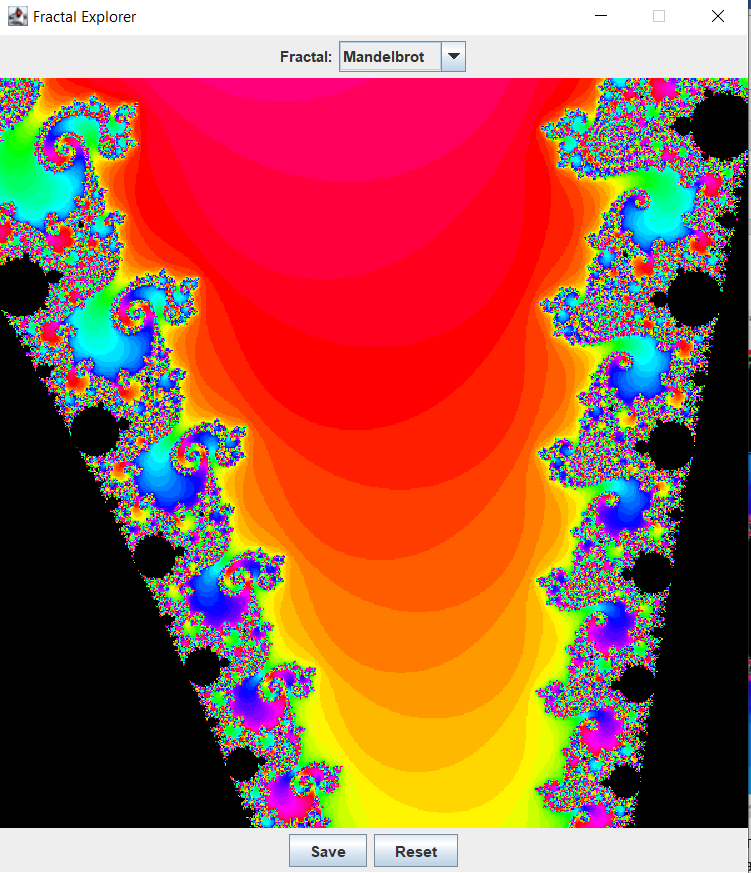 Fractal Explorer
Fractal: Mandelbrot
Save Reset